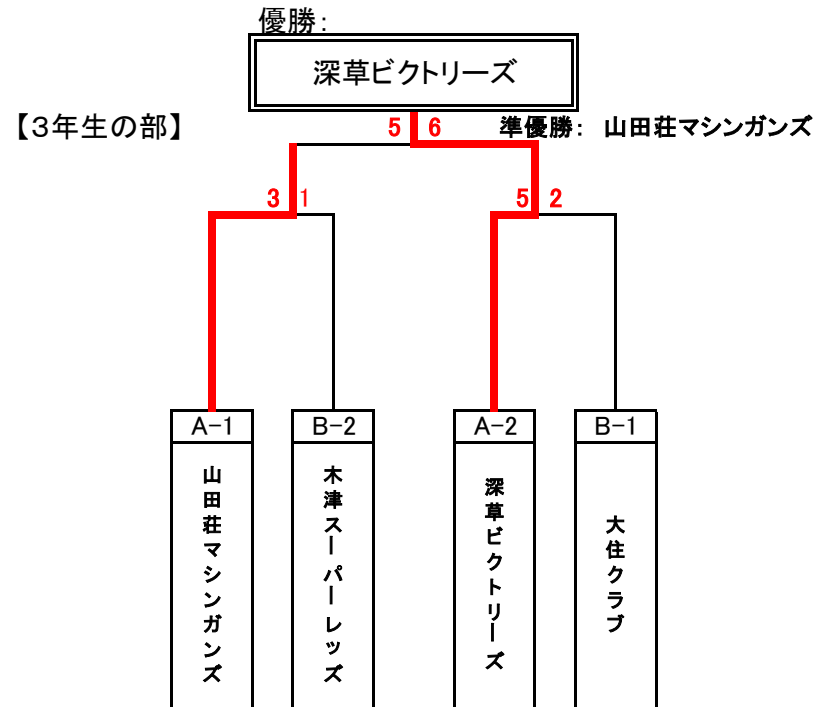 優勝:
深草ビクトリーズ
【３年生の部】
5 6
準優勝: 山田荘マシンガンズ
3 1
5 2
A-1
B-2
A-2
B-1
山田荘マシンガンズ
木津スーパーレッズ
深草ビクトリーズ
大住クラブ